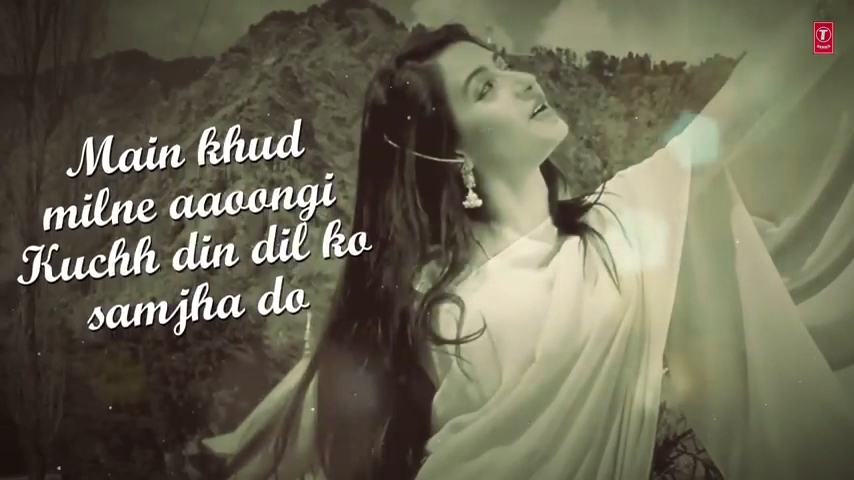 Main khud
milne aaoongi
Kuchh din dil ko
samjha do